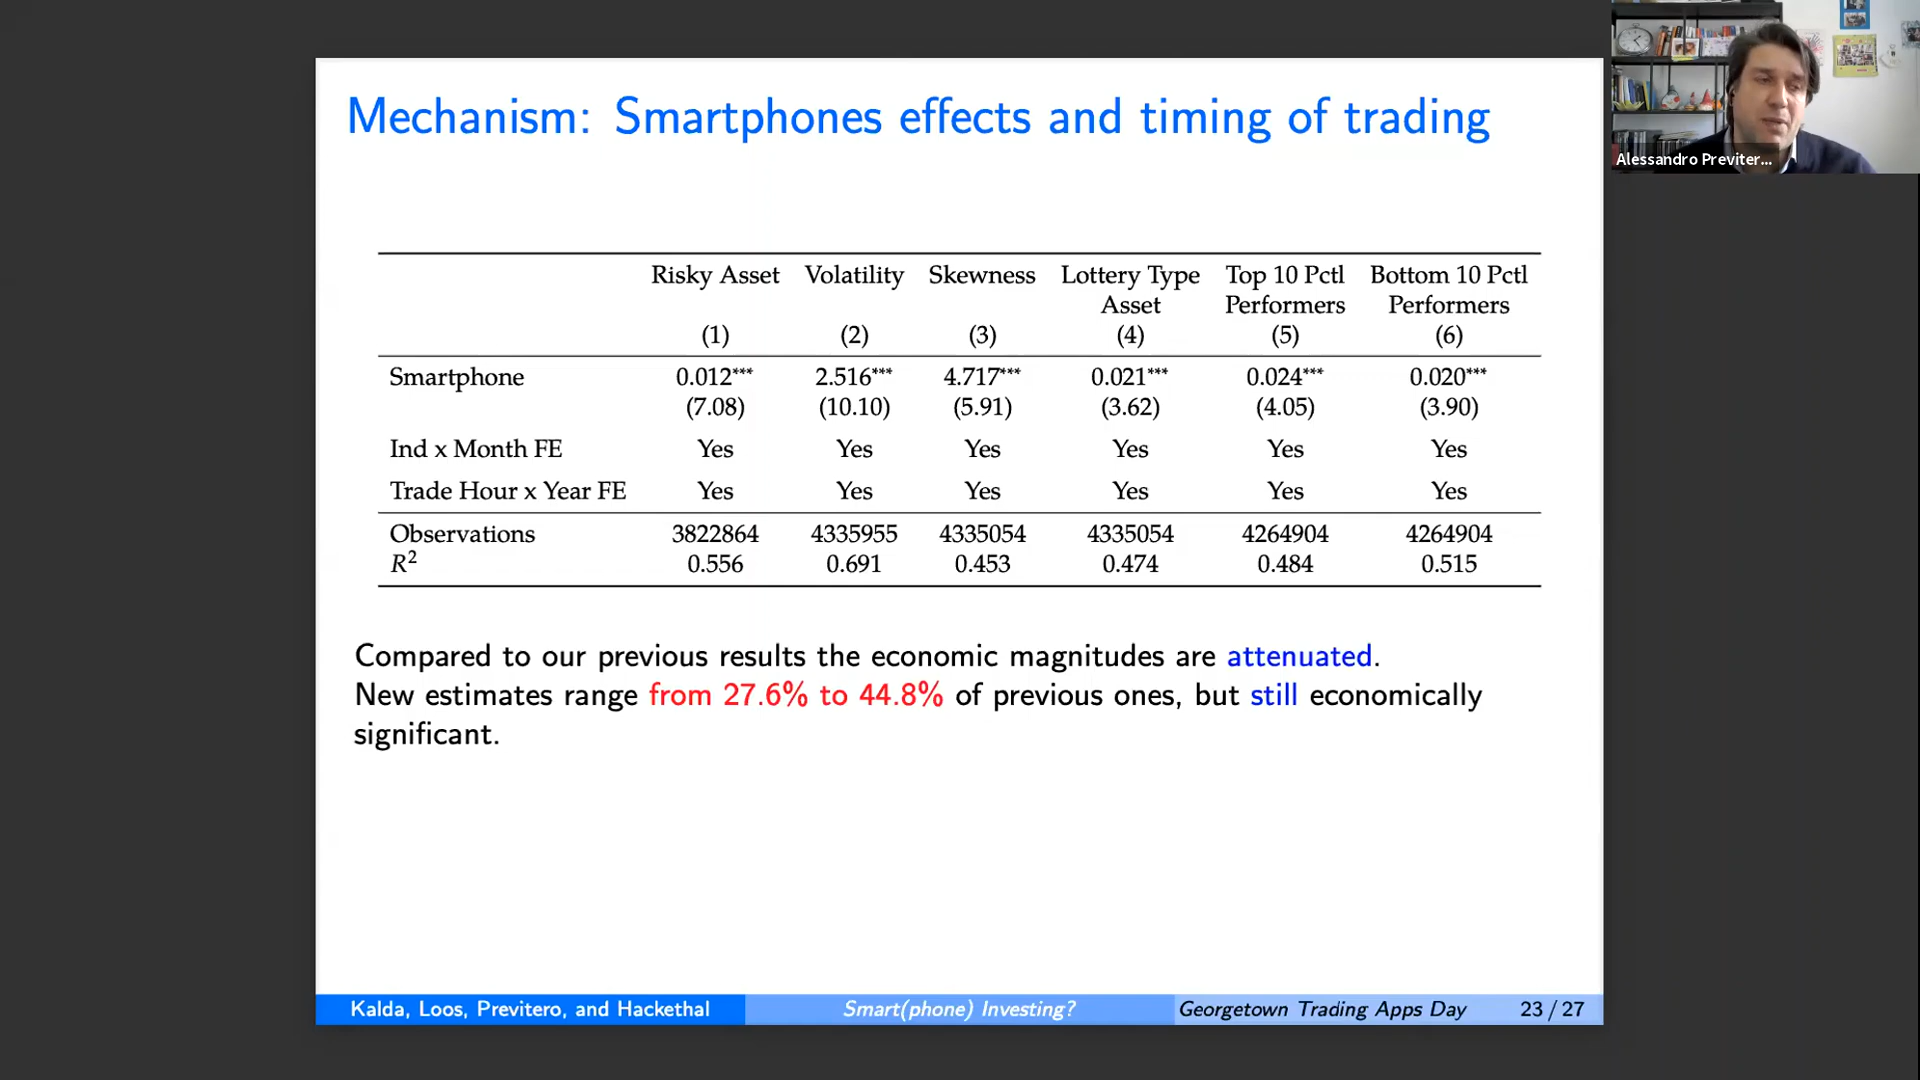 Mechanism: Smartphones effects and timing of trading
Alessandro Previter...
Risky Asset Volatility Skewness Lottery Type Top 10 Pctl Bottom 10 Pctl
Asset Performers Performers
(1) (2) (3) (4) (5) (6)
Smartphone 0.012*** 2.516*** 4.717*** 0.021*** 0.024*** 0.020***
(7.08) (10.10) (5.91) (3.62) (4.05) (3.90)
Ind x Month FE Yes Yes Yes Yes Yes Yes
Trade Hour x Year FE Yes Yes Yes Yes Yes Yes
Observations 3822864 4335955 4335054 4335054 4264904 4264904
R² 0.556 0.691 0.453 0.474 0.484 0.515
Compared to our previous results the economic magnitudes are attenuated.
New estimates range from 27.6% to 44.8% of previous ones, but still economically
significant.
Kalda, Loos, Previtero, and Hackethal Smart(phone) Investing? Georgetown Trading Apps Day 23 / 27